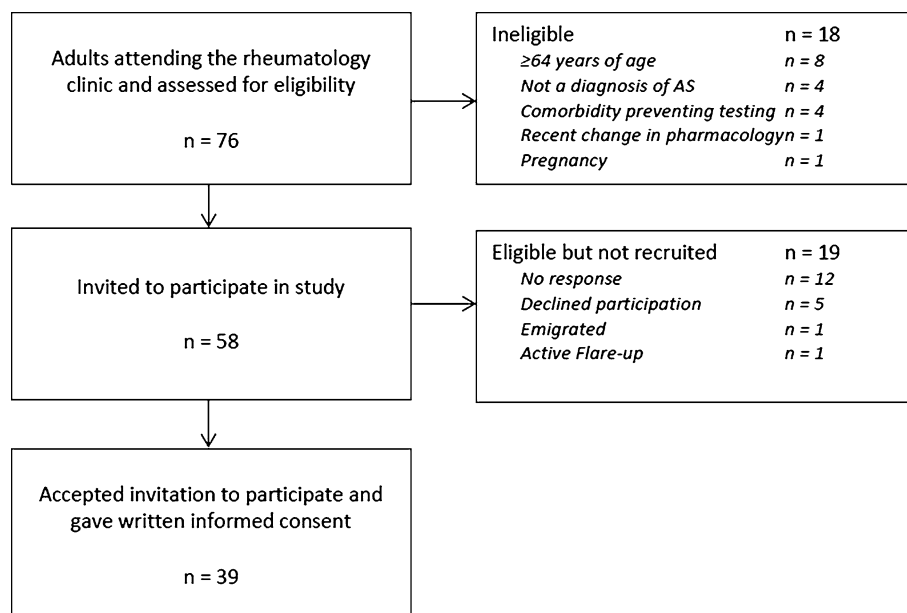 Adults attending the rheumatology
clinic and assessed for eligibility
n = 76
Ineligible n = 18
≥64 years of age n = 8
Not a diagnosis of AS n = 4
Comorbidity preventing testing n = 4
Recent change in pharmacology n = 1
Pregnancy n = 1
Invited to participate in study
n = 58
Eligible but not recruited n = 19
No response n = 12
Declined participation n = 5
Emigrated n = 1
Active Flare-up n = 1
Accepted invitation to participate and
gave written informed consent
n = 39